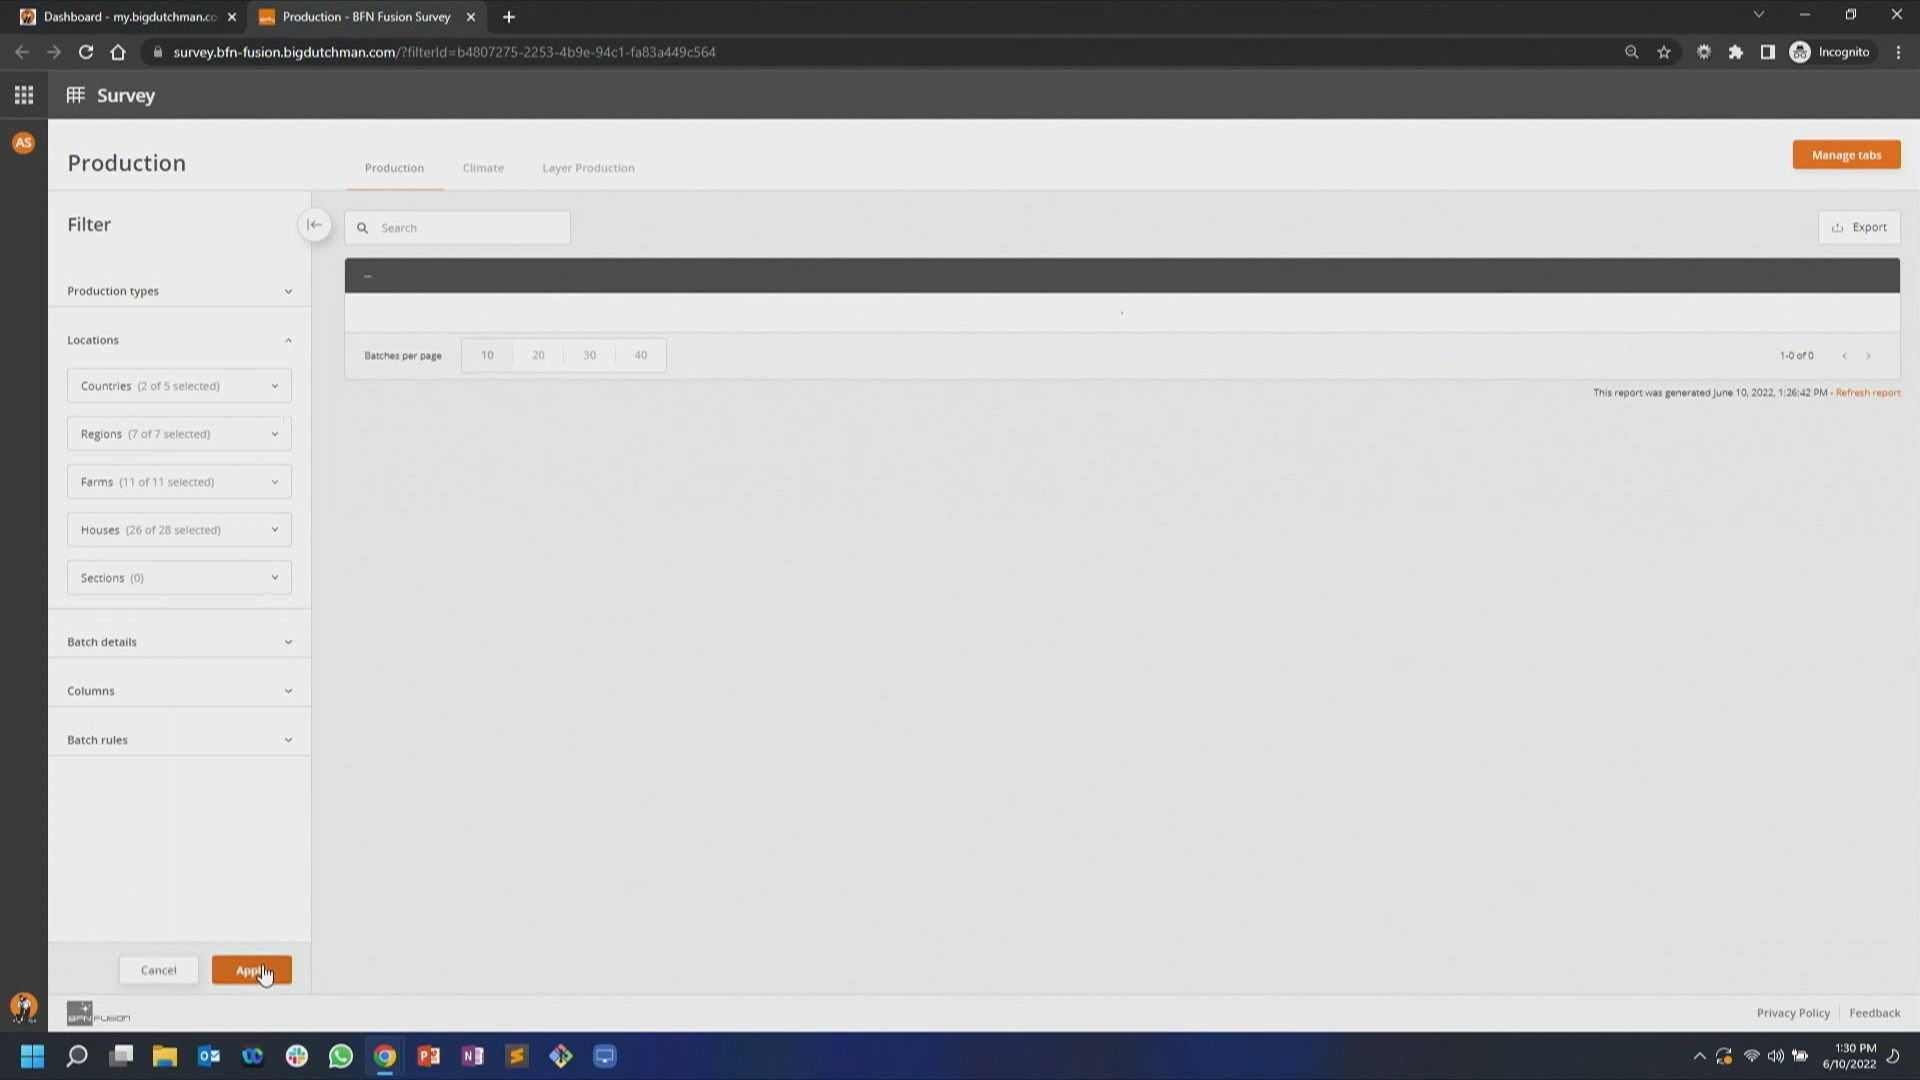 Dashboard - my.bigdutchman.co
Production - BFN Fusion Survey
survey.bfn-fusion.bigdutchman.com/?filterId=b4807275-2253-4b9e-94c1-fa83a449c564
Incognito
Survey
AS
Production
Production
Climate
Layer Production
Manage tabs
Filter
Search
Export
Production types
Locations
Countries (2 of 5 selected)
Regions (7 of 7 selected)
Farms (11 of 11 selected)
Houses (26 of 28 selected)
Sections (0)
Batch details
Columns
Batch rules
Batches per page 10 20 30 40
1-0 of 0
This report was generated June 10, 2022, 1:26:42 PM - Refresh report
Cancel
Apply
BFN FUSION
Privacy Policy
Feedback
1:30 PM
6/10/2022